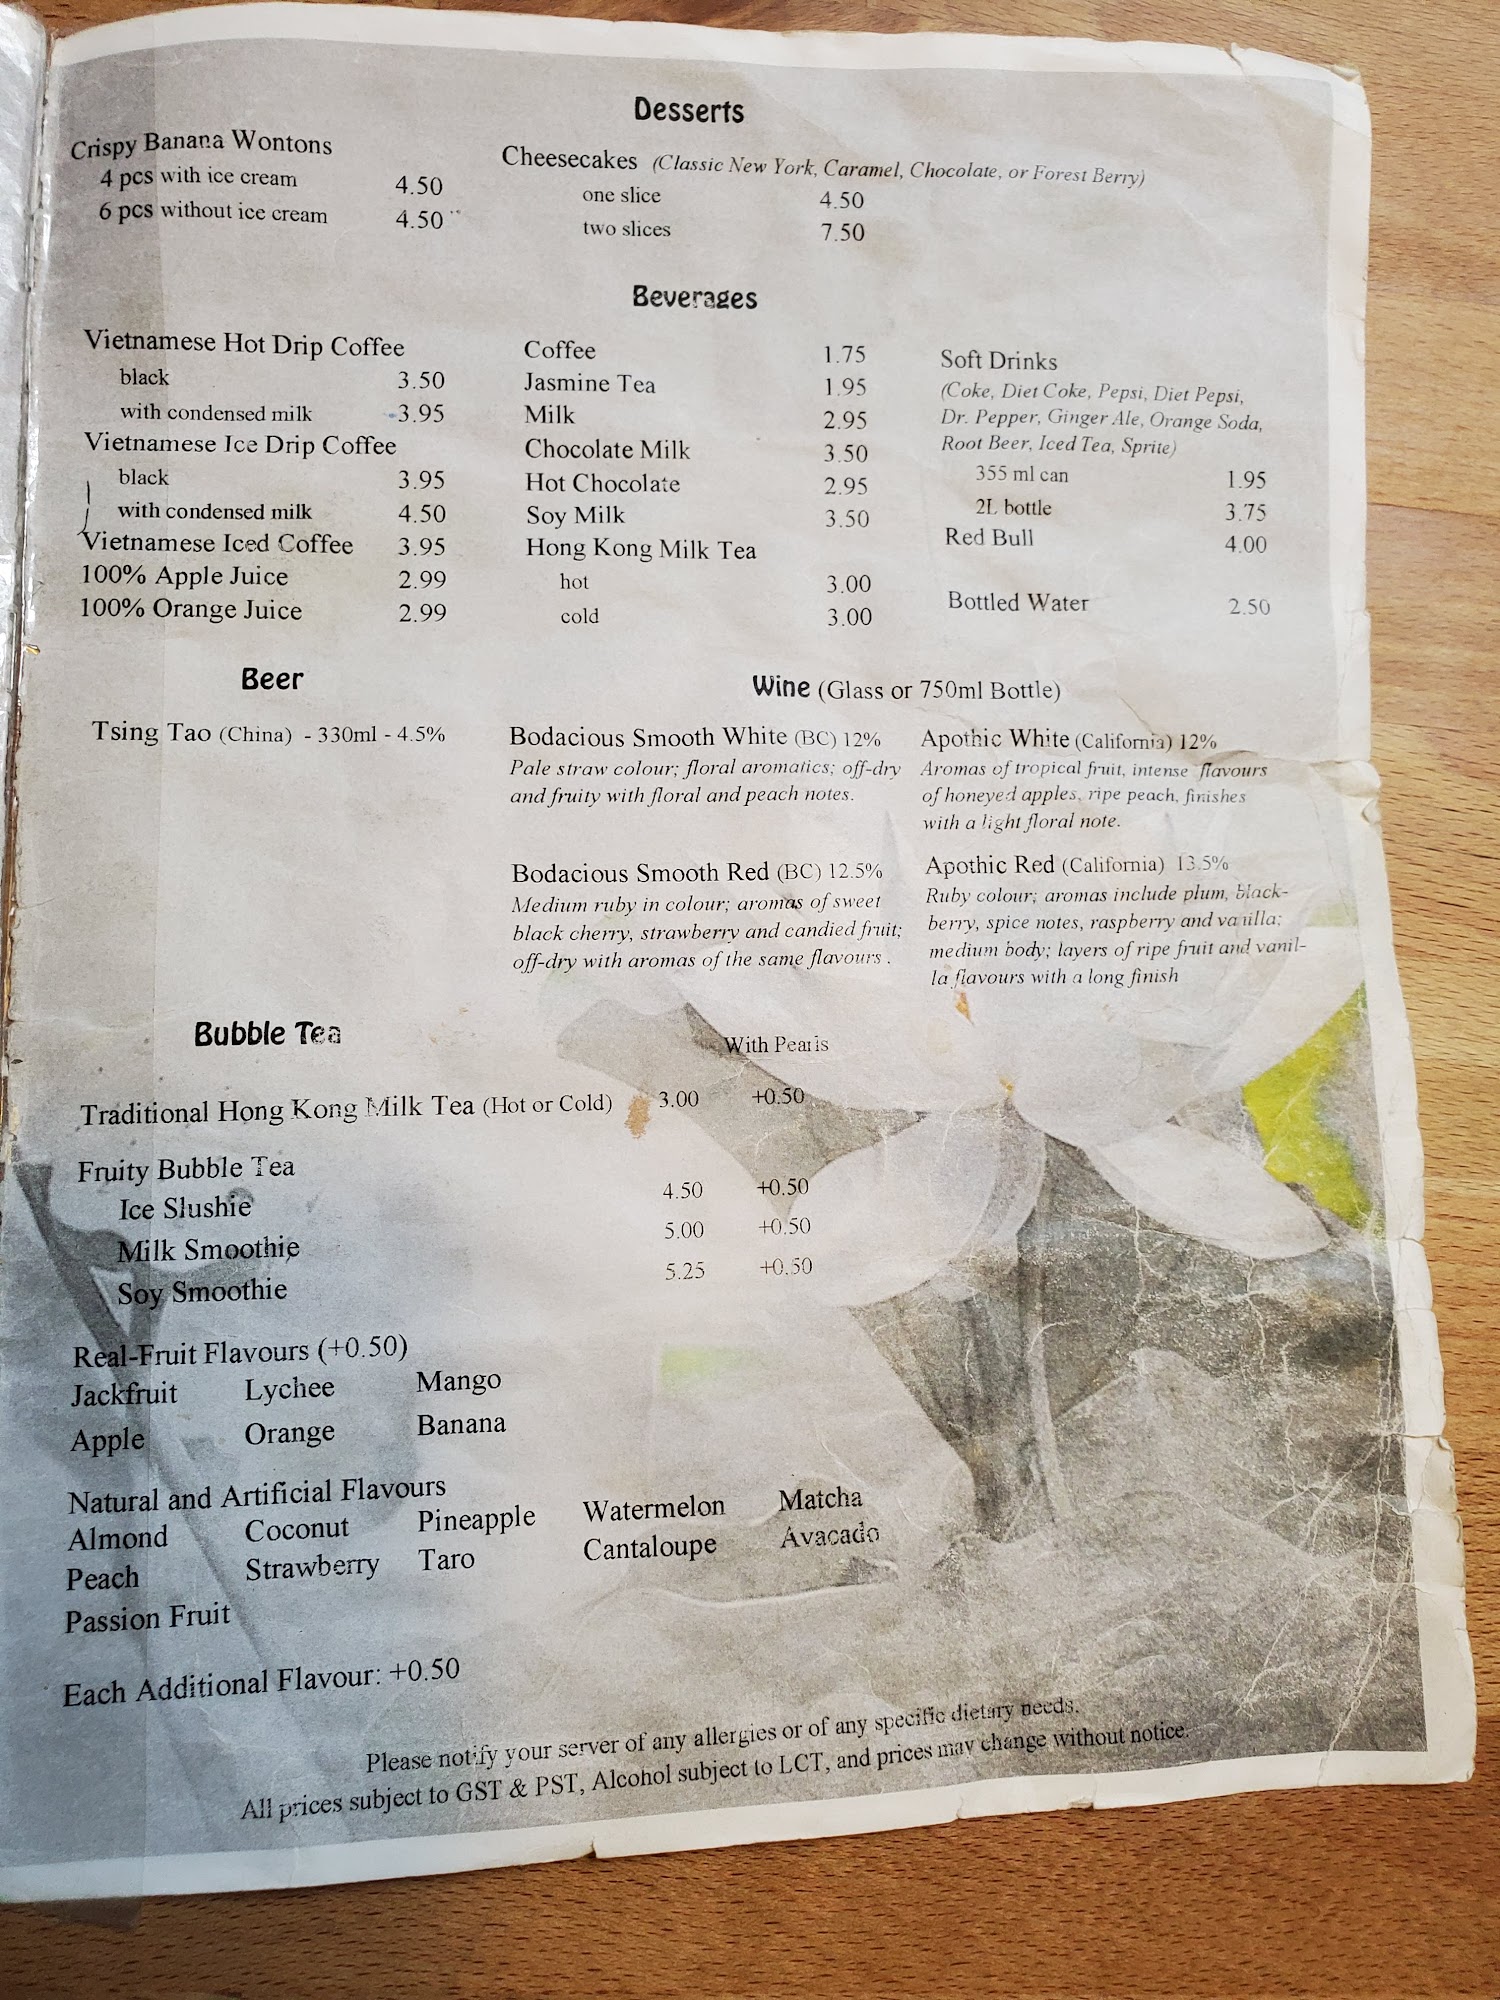 Desserts
Crispy Banana Wontons
4 pcs with ice cream 4.50
6 pcs without ice cream 4.50
Cheesecakes (Classic New York, Caramel, Chocolate, or Forest Berry)
one slice 4.50
two slices 7.50
Beverages
Vietnamese Hot Drip Coffee
black 3.50
with condensed milk 3.95
Vietnamese Ice Drip Coffee
black 3.95
with condensed milk 4.50
Vietnamese Iced Coffee 3.95
100% Apple Juice 2.99
100% Orange Juice 2.99
Coffee 1.75
Jasmine Tea 1.95
Milk 2.95
Chocolate Milk 3.50
Hot Chocolate 2.95
Soy Milk 3.50
Hong Kong Milk Tea
hot 3.00
cold 3.00
Soft Drinks
(Coke, Diet Coke, Pepsi, Diet Pepsi,
Dr. Pepper, Ginger Ale, Orange Soda,
Root Beer, Iced Tea, Sprite)
355 ml can 1.95
2L bottle 3.75
Red Bull 4.00
Bottled Water 2.50
Beer
Tsing Tao (China) - 330ml - 4.5%
Wine (Glass or 750ml Bottle)
Bodacious Smooth White (BC) 12%
Pale straw colour; floral aromatics; off-dry
and fruity with floral and peach notes.
Bodacious Smooth Red (BC) 12.5%
Medium ruby in colour; aromas of sweet
black cherry, strawberry and candied fruit;
off-dry with aromas of the same flavours .
Apothic White (California) 12%
Aromas of tropical fruit, intense flavours
of honeyed apples, ripe peach, finishes
with a light floral note.
Apothic Red (California) 13.5%
Ruby colour; aromas include plum, black-
berry, spice notes, raspberry and vanilla;
medium body; layers of ripe fruit and vanil-
la flavours with a long finish
Bubble Tea
With Pearls
Traditional Hong Kong Milk Tea (Hot or Cold) 3.00 +0.50
Fruity Bubble Tea
Ice Slushie 4.50 +0.50
Milk Smoothie 5.00 +0.50
Soy Smoothie 5.25 +0.50
Real-Fruit Flavours (+0.50)
Jackfruit Lychee Mango
Apple Orange Banana
Natural and Artificial Flavours
Almond Coconut Pineapple Watermelon Matcha
Peach Strawberry Taro Cantaloupe Avacado
Passion Fruit
Each Additional Flavour: +0.50
Please notify your server of any allergies or of any specific dietary needs.
All prices subject to GST & PST, Alcohol subject to LCT, and prices may change without notice.